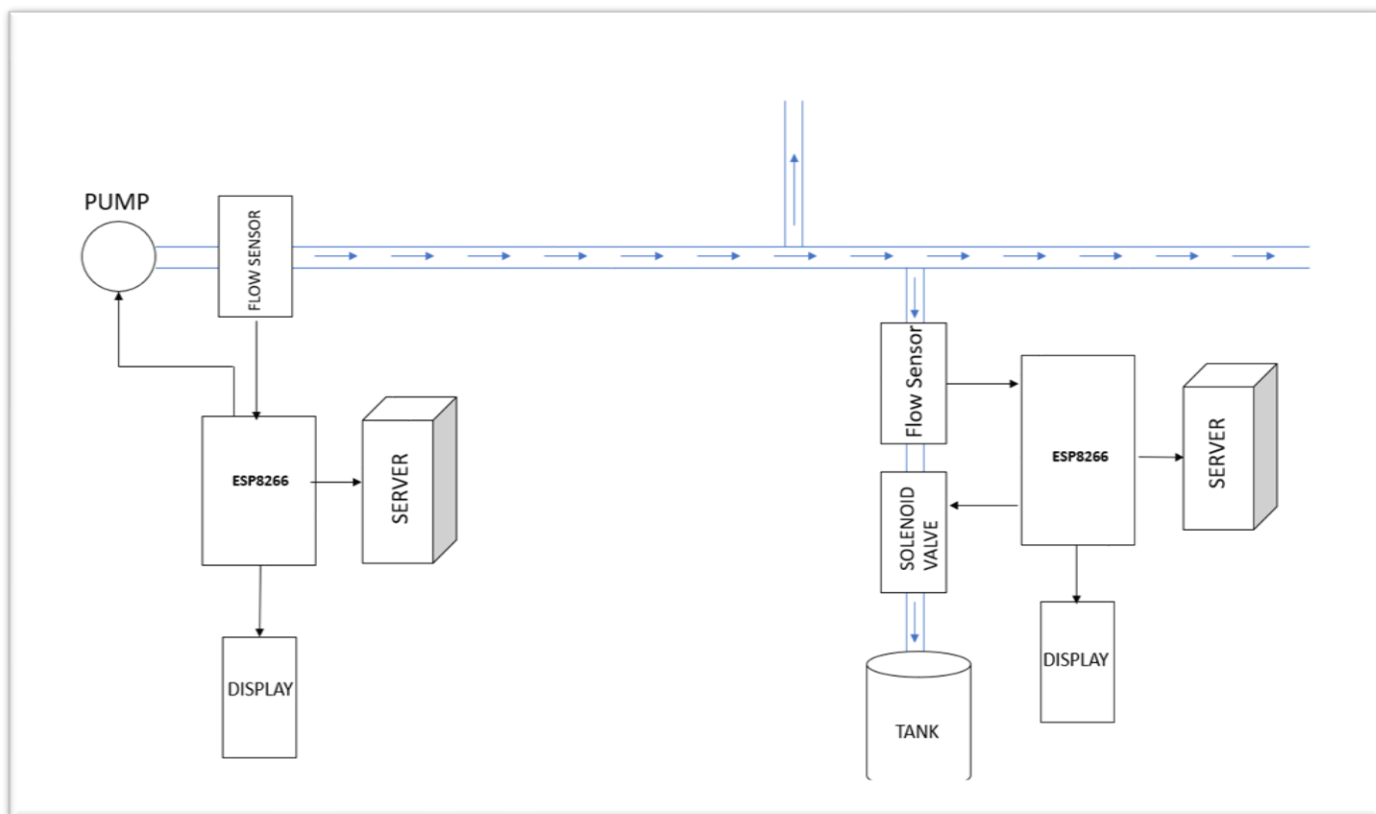 PUMP
FLOW SENSOR
ESP8266
SERVER
DISPLAY
Flow Sensor
SOLENOID
VALVE
ESP8266
SERVER
DISPLAY
TANK